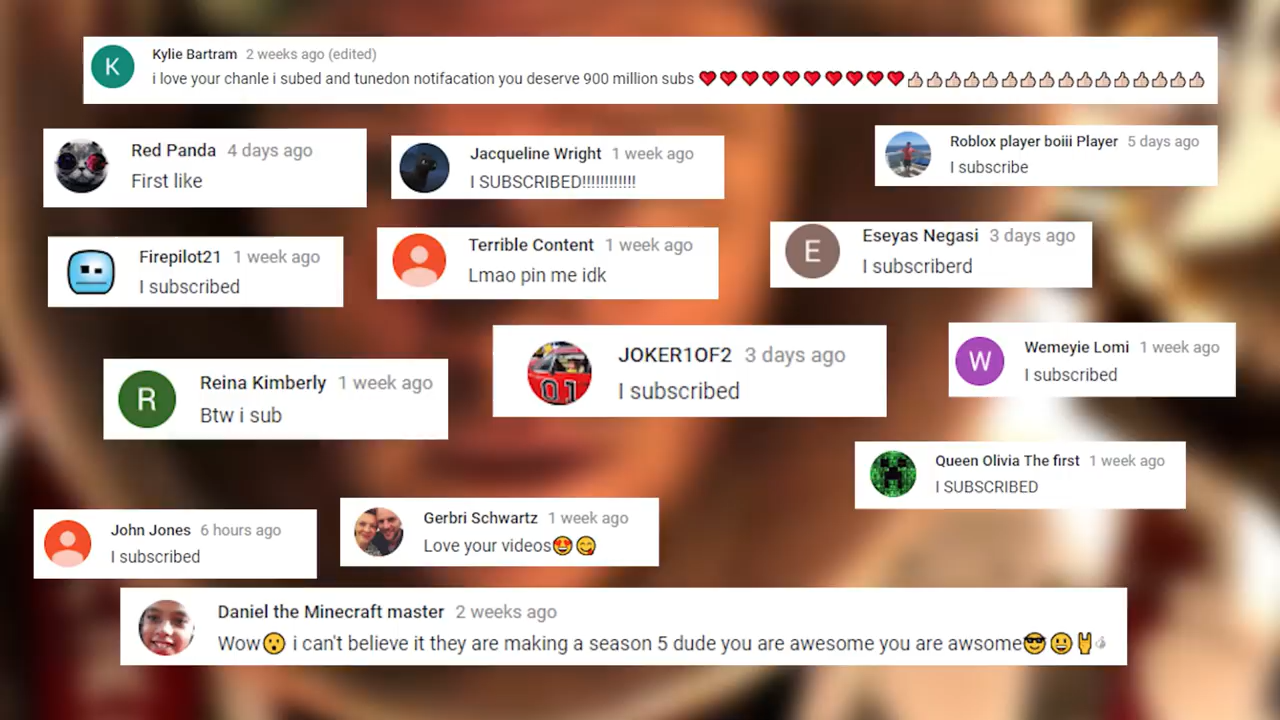 Kylie Bartram 2 weeks ago (edited)
i love your chanle i subed and tunedon notifacation you deserve 900 million subs ❤❤❤❤❤❤❤❤❤❤👍🏻👍🏻👍🏻👍🏻👍🏻👍🏻👍🏻👍🏻👍🏻👍🏻👍🏻👍🏻👍🏻👍🏻👍🏻👍🏻
Red Panda 4 days ago
First like
Jacqueline Wright 1 week ago
I SUBSCRIBED!!!!!!!!!!!!
Roblox player boiii Player 5 days ago
I subscribe
Firepilot21 1 week ago
I subscribed
Terrible Content 1 week ago
Lmao pin me idk
E
Eseyas Negasi 3 days ago
I subscriberd
R
Reina Kimberly 1 week ago
Btw i sub
01
JOKER1OF2 3 days ago
I subscribed
W
Wemeyie Lomi 1 week ago
I subscribed
Queen Olivia The first 1 week ago
I SUBSCRIBED
John Jones 6 hours ago
I subscribed
Gerbri Schwartz 1 week ago
Love your videos😍😋
Daniel the Minecraft master 2 weeks ago
Wow😮 i can't believe it they are making a season 5 dude you are awesome you are awsome😎😀🤘